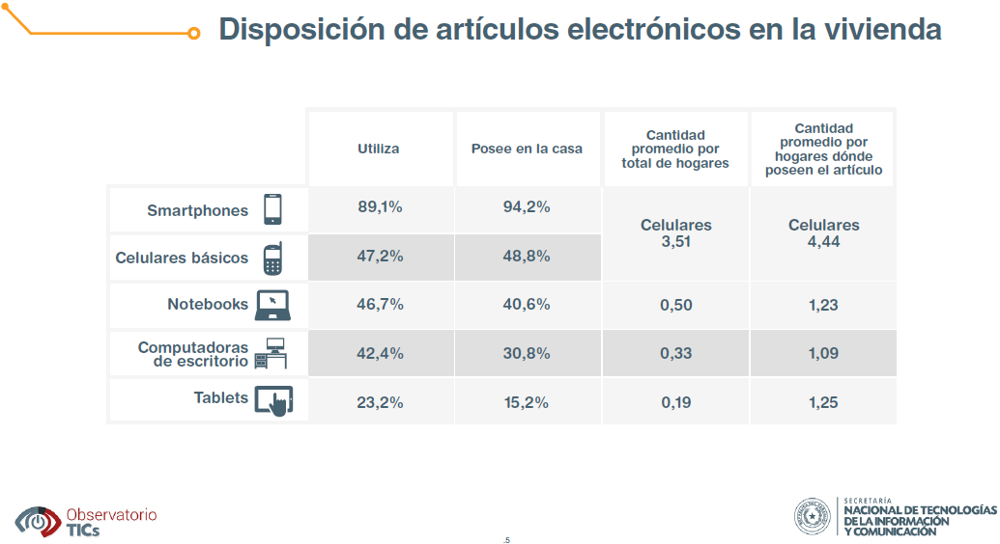 Disposición de artículos electrónicos en la vivienda
Utiliza
Posee en la casa
Cantidad
promedio por
total de hogares
Cantidad
promedio por
hogares dónde
poseen el artículo
Smartphones
89,1%
94,2%
Celulares
3,51
Celulares
4,44
Celulares básicos
47,2%
48,8%
Notebooks
46,7%
40,6%
0,50
1,23
Computadoras
de escritorio
42,4%
30,8%
0,33
1,09
Tablets
23,2%
15,2%
0,19
1,25
Observatorio
TICs
.5
SECRETARÍA
NACIONAL DE TECNOLOGÍAS
DE LA INFORMACIÓN
Y COMUNICACIÓN